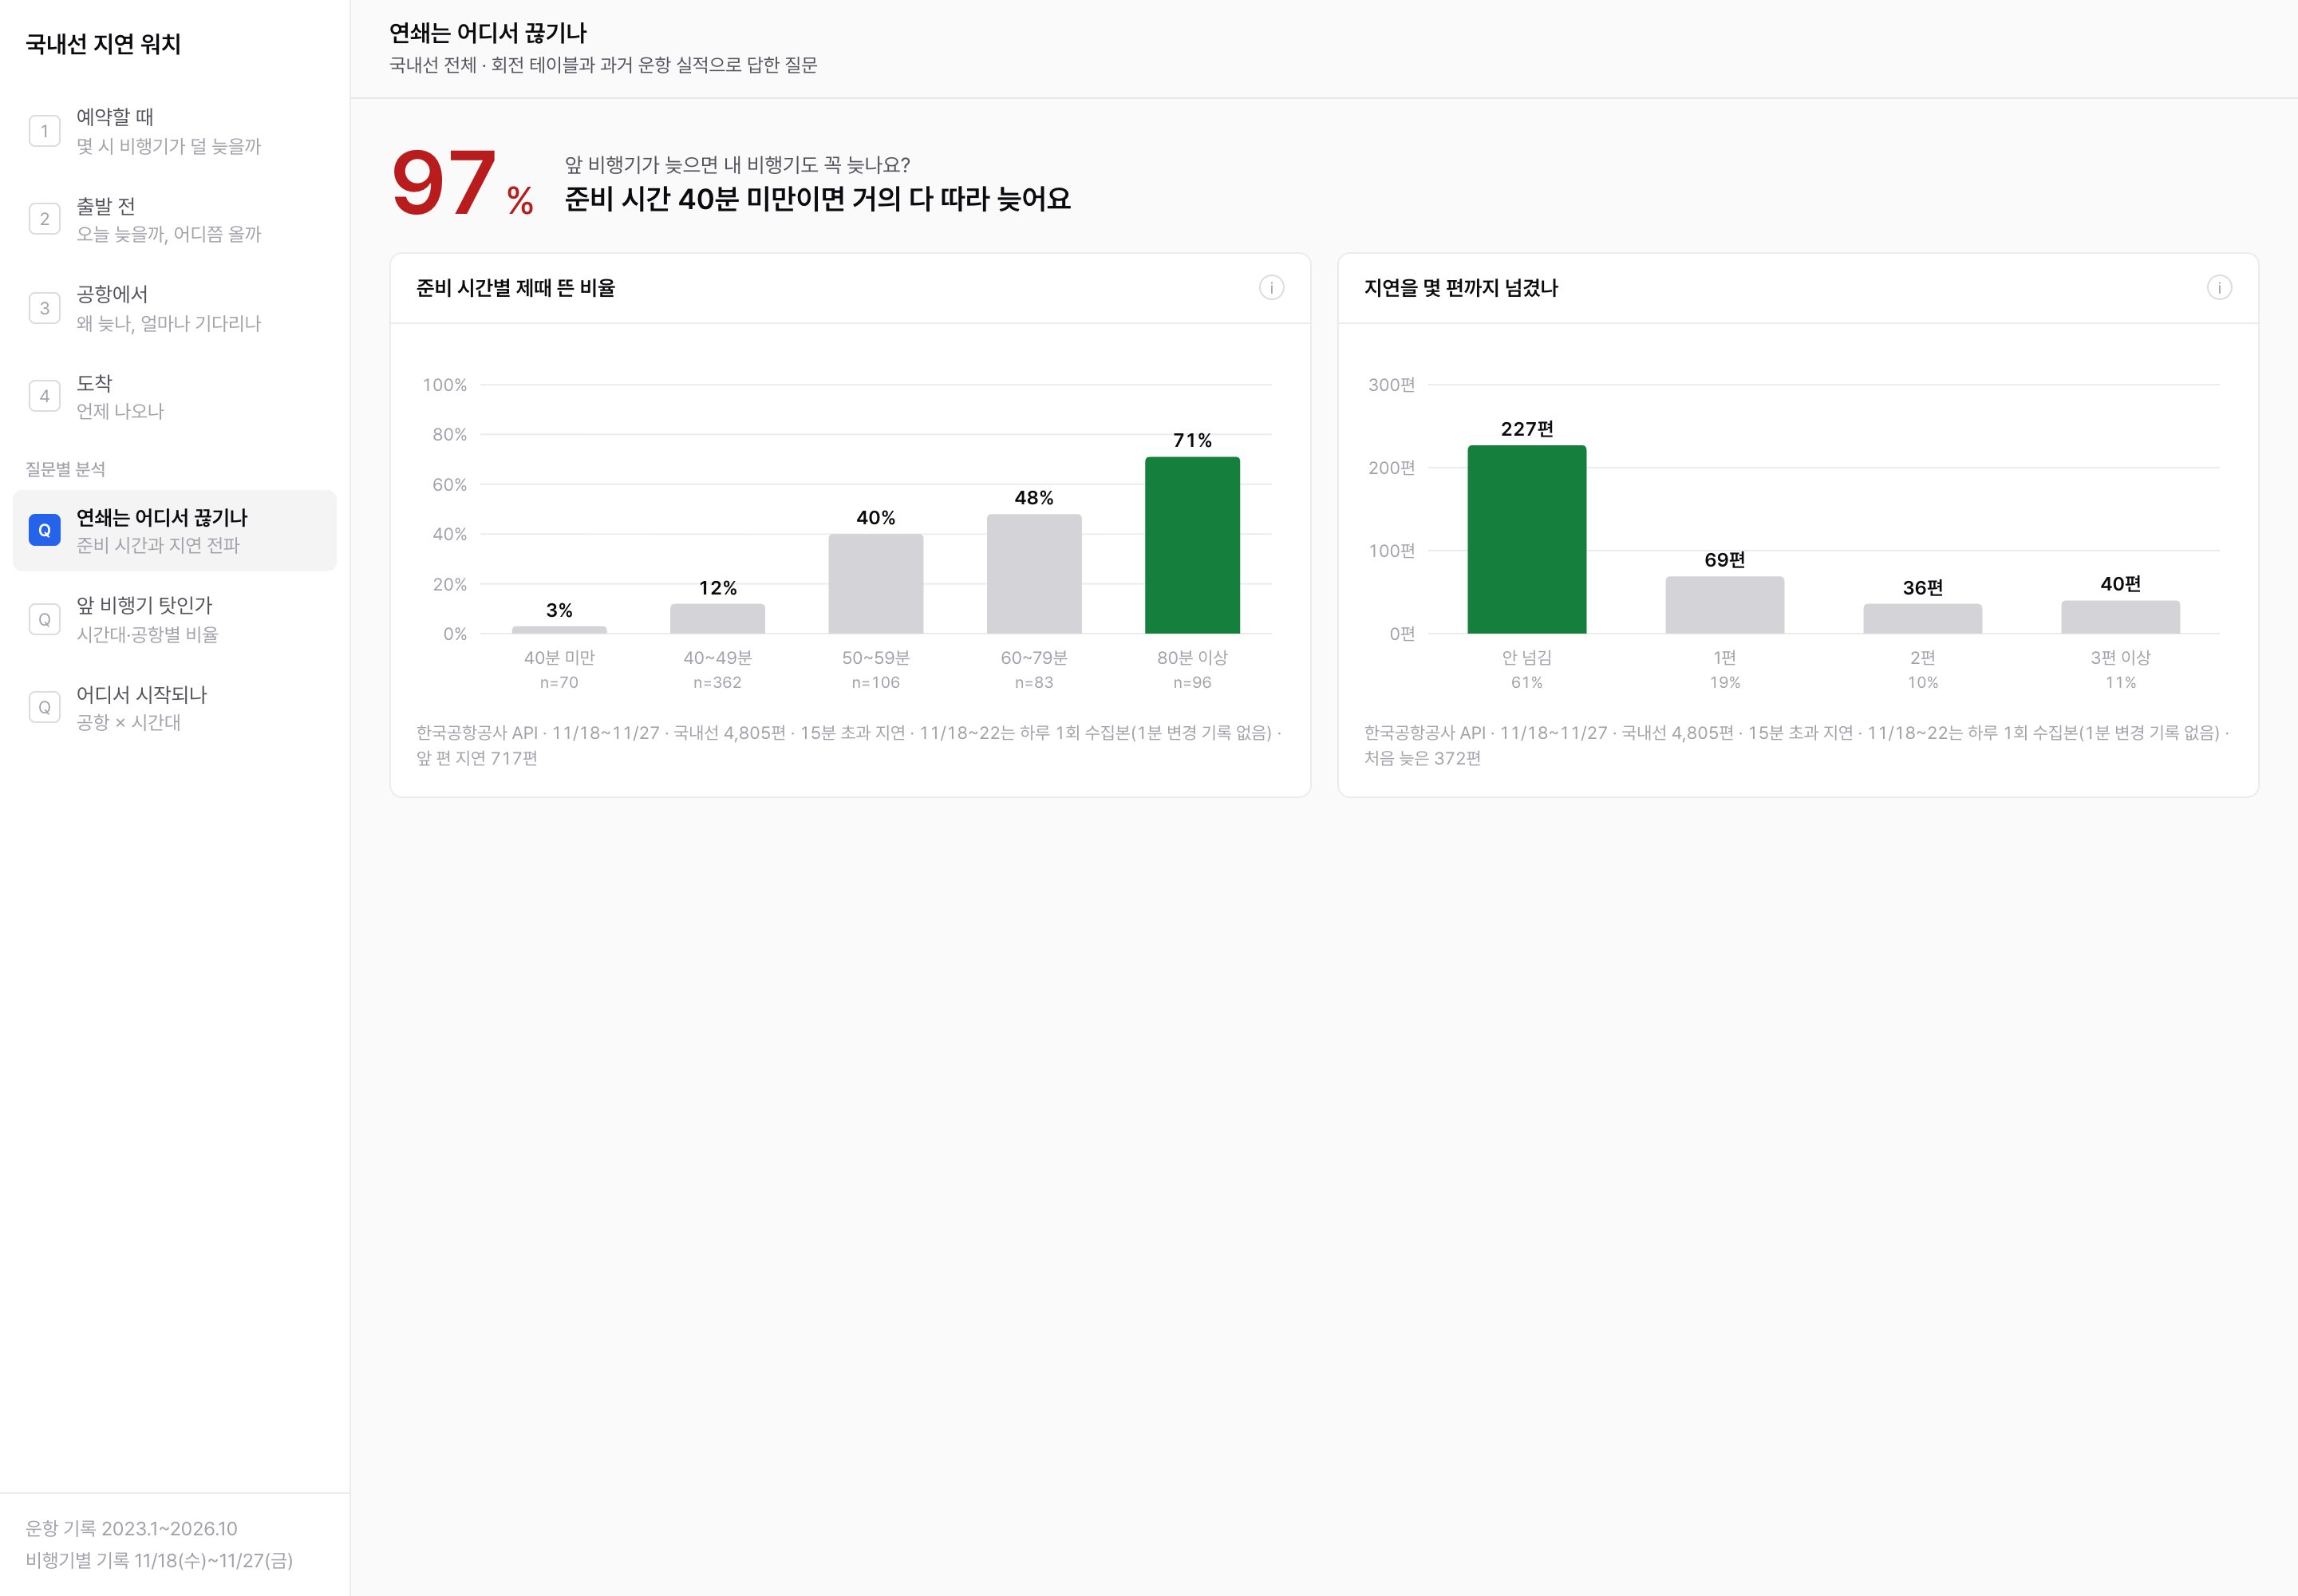 국내선 지연 워치
1
예약할 때
몇 시 비행기가 덜 늦을까
2
출발 전
오늘 늦을까, 어디쯤 올까
3
공항에서
왜 늦나, 얼마나 기다리나
4
도착
언제 나오나
질문별 분석
Q
연쇄는 어디서 끊기나
준비 시간과 지연 전파
Q
앞 비행기 탓인가
시간대·공항별 비율
Q
어디서 시작되나
공항 × 시간대
운항 기록 2023.1~2026.10
비행기별 기록 11/18(수)~11/27(금)
연쇄는 어디서 끊기나
국내선 전체 · 회전 테이블과 과거 운항 실적으로 답한 질문
97 %
앞 비행기가 늦으면 내 비행기도 꼭 늦나요?
준비 시간 40분 미만이면 거의 다 따라 늦어요
준비 시간별 제때 뜬 비율
i
100%
80%
60%
40%
20%
0%
3%
12%
40%
48%
71%
40분 미만
40~49분
50~59분
60~79분
80분 이상
n=70
n=362
n=106
n=83
n=96
한국공항공사 API · 11/18~11/27 · 국내선 4,805편 · 15분 초과 지연 · 11/18~22는 하루 1회 수집본(1분 변경 기록 없음) ·
앞 편 지연 717편
지연을 몇 편까지 넘겼나
i
300편
200편
100편
0편
227편
69편
36편
40편
안 넘김
1편
2편
3편 이상
61%
19%
10%
11%
한국공항공사 API · 11/18~11/27 · 국내선 4,805편 · 15분 초과 지연 · 11/18~22는 하루 1회 수집본(1분 변경 기록 없음) ·
처음 늦은 372편